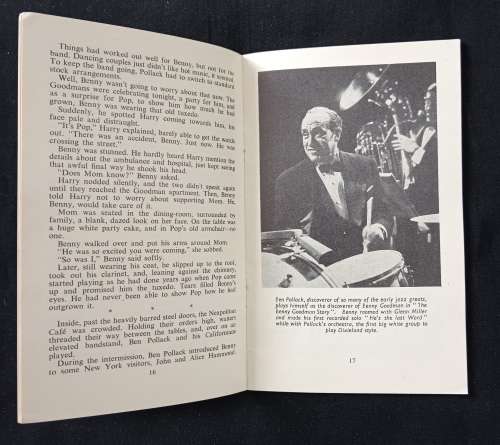 Things had worked out well for Benny, but not for the
band. Dancing couples just didn't like hot music, it seemed.
To keep the band going, Pollack had to switch to standard
stock arrangements.
Well, Benny wasn't going to worry about that now. The
Goodmans were celebrating tonight, a party for him, and
as a surprise for Pop, to show him how much he had
grown, Benny was wearing that old tuxedo.
Suddenly, he spotted Harry coming towards him, his
face pale and distraught.
"It's Pop," Harry explained, barely able to get the words
out. "There was an accident, Benny. Just now. He was
crossing the street."
Benny was stunned. He hardly heard Harry mention the
details about the ambulance and hospital, just kept seeing
that awful final way he shook his head.
"Does Mom know?" Benny asked.
Harry nodded silently, and the two didn't speak again
until they reached the Goodman apartment. Then, Benny
told Harry not to worry about supporting Mom. He,
Benny, would take care of it.
Mom was seated in the dining-room, surrounded by
family, a blank, dazed look on her face. On the table was
a huge white party cake, and in Pop's old armchair—no
one.
Benny walked over and put his arms around Mom.
"He was so excited you were coming," she sobbed.
"So was I," Benny said softly.
Later, still wearing his coat, he slipped up to the roof,
took out his clarinet, and, leaning against the chimney,
started playing as he had done years ago when Pop came
up and promised him the tuxedo. Tears filled Benny's
eyes. He had never been able to show Pop how he had
outgrown it.
* * *
Inside, past the heavily barred steel doors, the Neapolitan
Café was crowded. Holding their orders high, waiters
threaded their way between the tables, and, over on an
elevated bandstand, Ben Pollack and his Californians
played.
During the intermission, Ben Pollack introduced Benny
to some New York visitors, John and Alice Hammond.
16
Ben Pollack, discoverer of so many of the early jazz greats,
plays himself as the discoverer of Benny Goodman in "The
Benny Goodman Story". Benny roomed with Glenn Miller
and made his first recorded solo "He's the last Word"
while with Pollack's orchestra, the first big white group to
play Dixieland style.
17